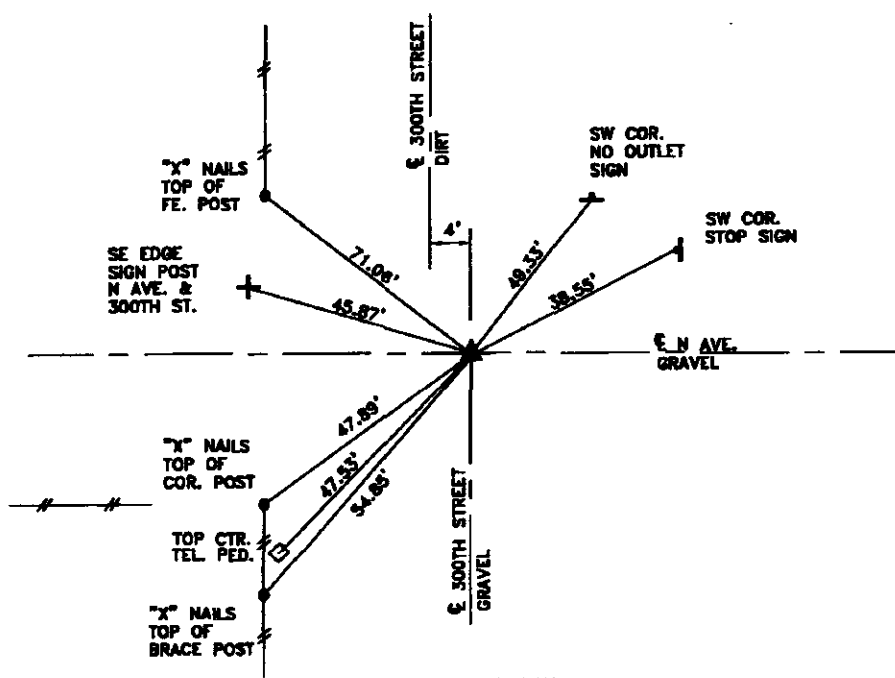 ℄ 300TH STREET
DIRT
"X" NAILS
TOP OF
FE. POST
SW COR.
NO OUTLET
SIGN
SW COR.
STOP SIGN
4'
SE EDGE
SIGN POST
N AVE. &
300TH ST.
71.06'
45.87'
49.33'
38.55'
℄ N AVE.
GRAVEL
47.89'
47.53'
54.85'
"X" NAILS
TOP OF
COR. POST
TOP CTR.
TEL. PED.
"X" NAILS
TOP OF
BRACE POST
℄ 300TH STREET
GRAVEL